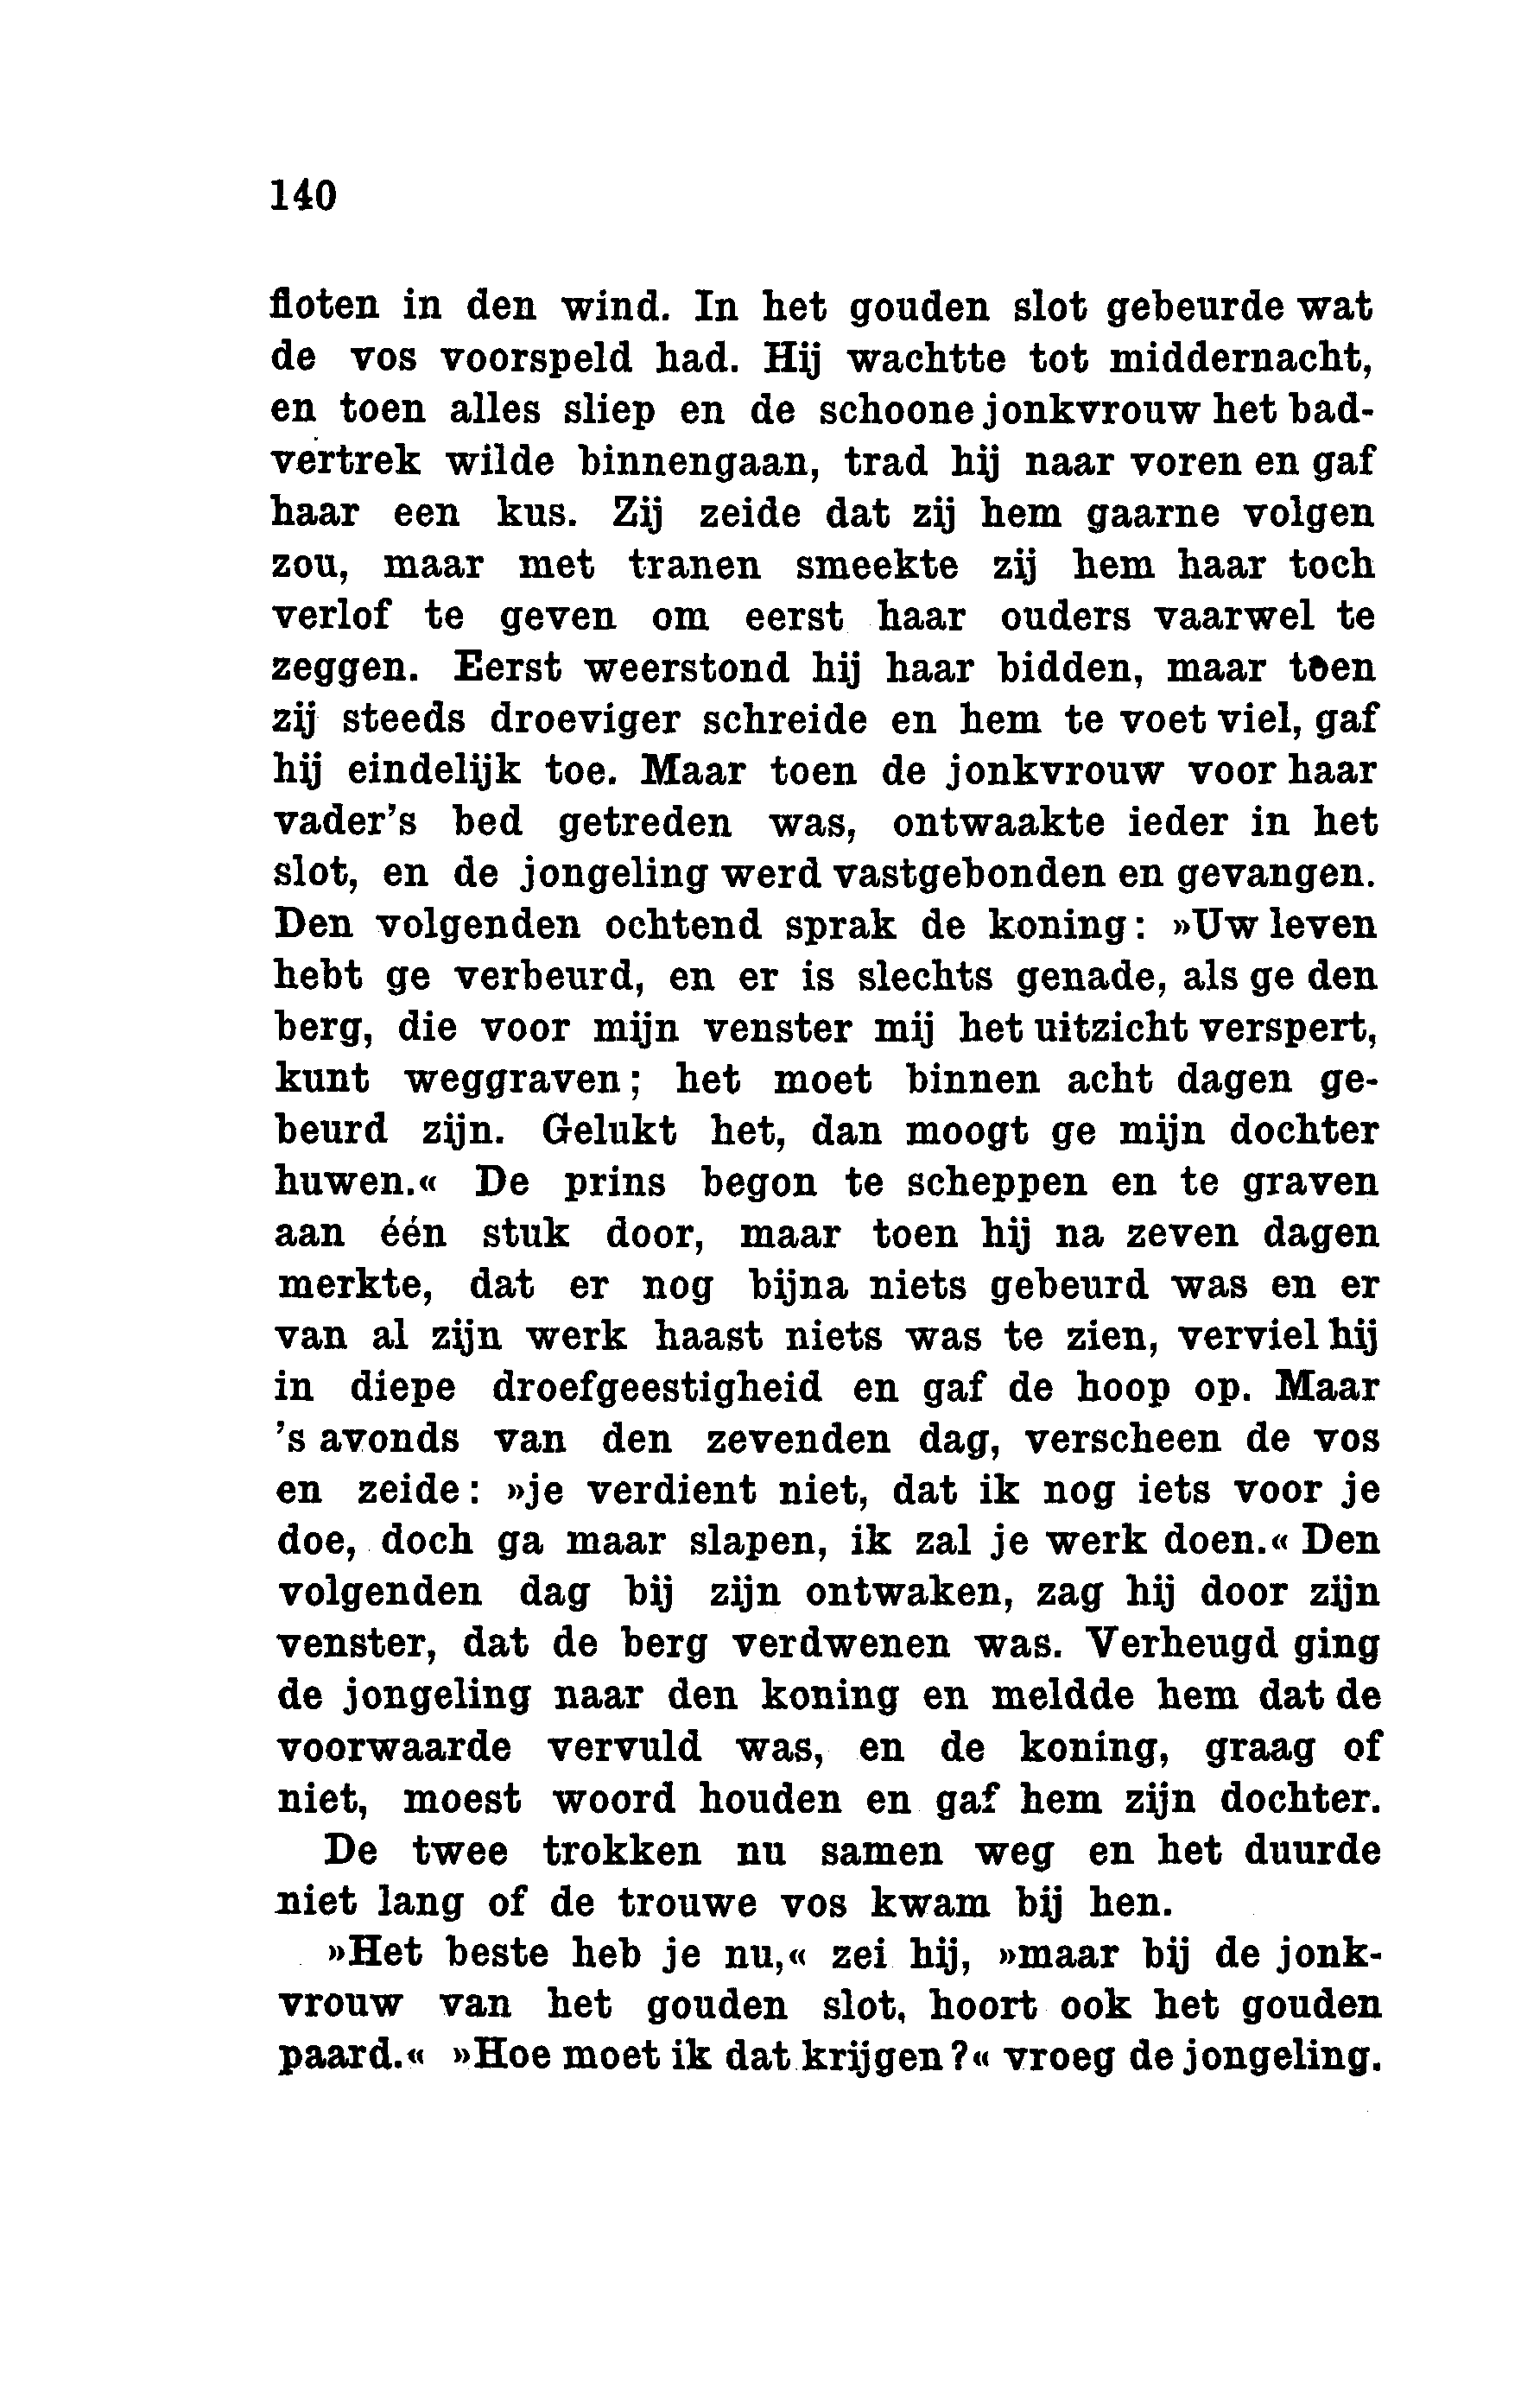 140
floten in den wind. In het gouden slot gebeurde wat
de vos voorspeld had. Hij wachtte tot middernacht,
en toen alles sliep en de schoone jonkvrouw het bad-
vertrek wilde binnengaan, trad hij naar voren en gaf
haar een kus. Zij zeide dat zij hem gaarne volgen
zou, maar met tranen smeekte zij hem haar toch
verlof te geven om eerst haar ouders vaarwel te
zeggen. Eerst weerstond hij haar bidden, maar toen
zij steeds droeviger schreide en hem te voet viel, gaf
hij eindelijk toe. Maar toen de jonkvrouw voor haar
vader's bed getreden was, ontwaakte ieder in het
slot, en de jongeling werd vastgebonden en gevangen.
Den volgenden ochtend sprak de koning: »Uw leven
hebt ge verbeurd, en er is slechts genade, als ge den
berg, die voor mijn venster mij het uitzicht verspert,
kunt weggraven; het moet binnen acht dagen ge-
beurd zijn. Gelukt het, dan moogt ge mijn dochter
huwen.« De prins begon te scheppen en te graven
aan één stuk door, maar toen hij na zeven dagen
merkte, dat er nog bijna niets gebeurd was en er
van al zijn werk haast niets was te zien, verviel hij
in diepe droefgeestigheid en gaf de hoop op. Maar
's avonds van den zevenden dag, verscheen de vos
en zeide: »je verdient niet, dat ik nog iets voor je
doe, doch ga maar slapen, ik zal je werk doen.« Den
volgenden dag bij zijn ontwaken, zag hij door zijn
venster, dat de berg verdwenen was. Verheugd ging
de jongeling naar den koning en meldde hem dat de
voorwaarde vervuld was, en de koning, graag of
niet, moest woord houden en gaf hem zijn dochter.
De twee trokken nu samen weg en het duurde
niet lang of de trouwe vos kwam bij hen.
»Het beste heb je nu,« zei hij, »maar bij de jonk-
vrouw van het gouden slot, hoort ook het gouden
paard.« »Hoe moet ik dat krijgen?« vroeg de jongeling.